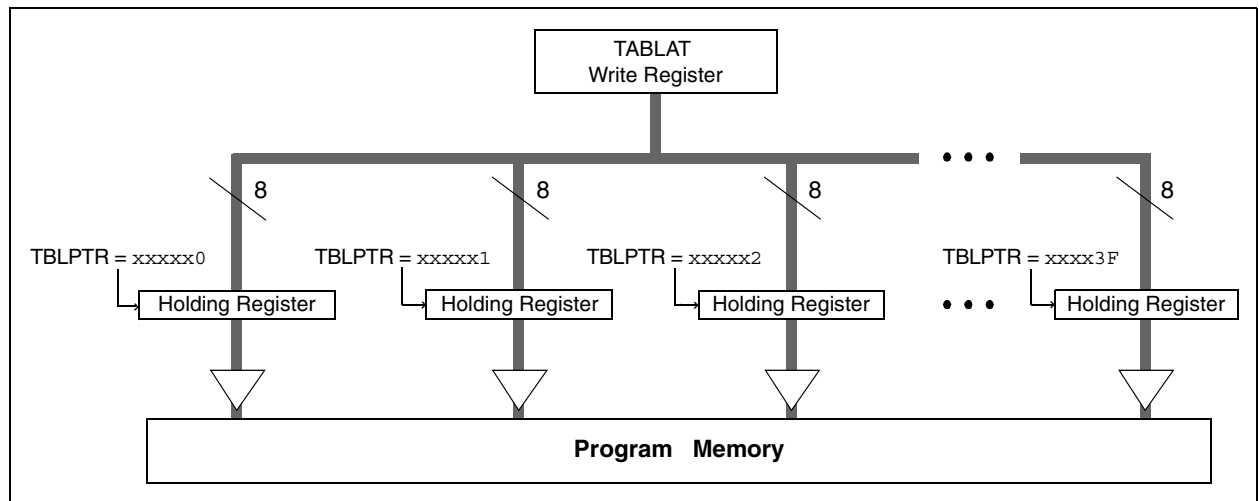 TABLAT
Write Register
8 8 8 8
TBLPTR = xxxxx0 TBLPTR = xxxxx1 TBLPTR = xxxxx2 TBLPTR = xxxx3F
Holding Register Holding Register Holding Register Holding Register
Program Memory